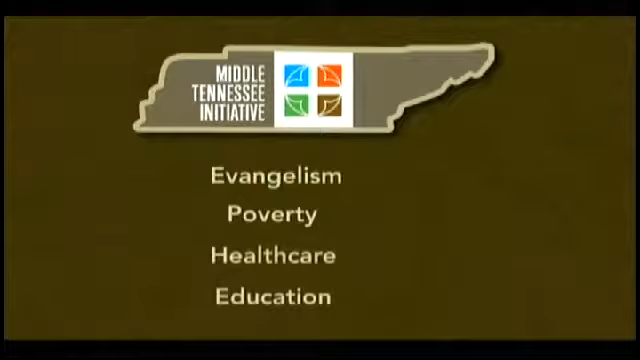 MIDDLE
TENNESSEE
INITIATIVE
Evangelism
Poverty
Healthcare
Education